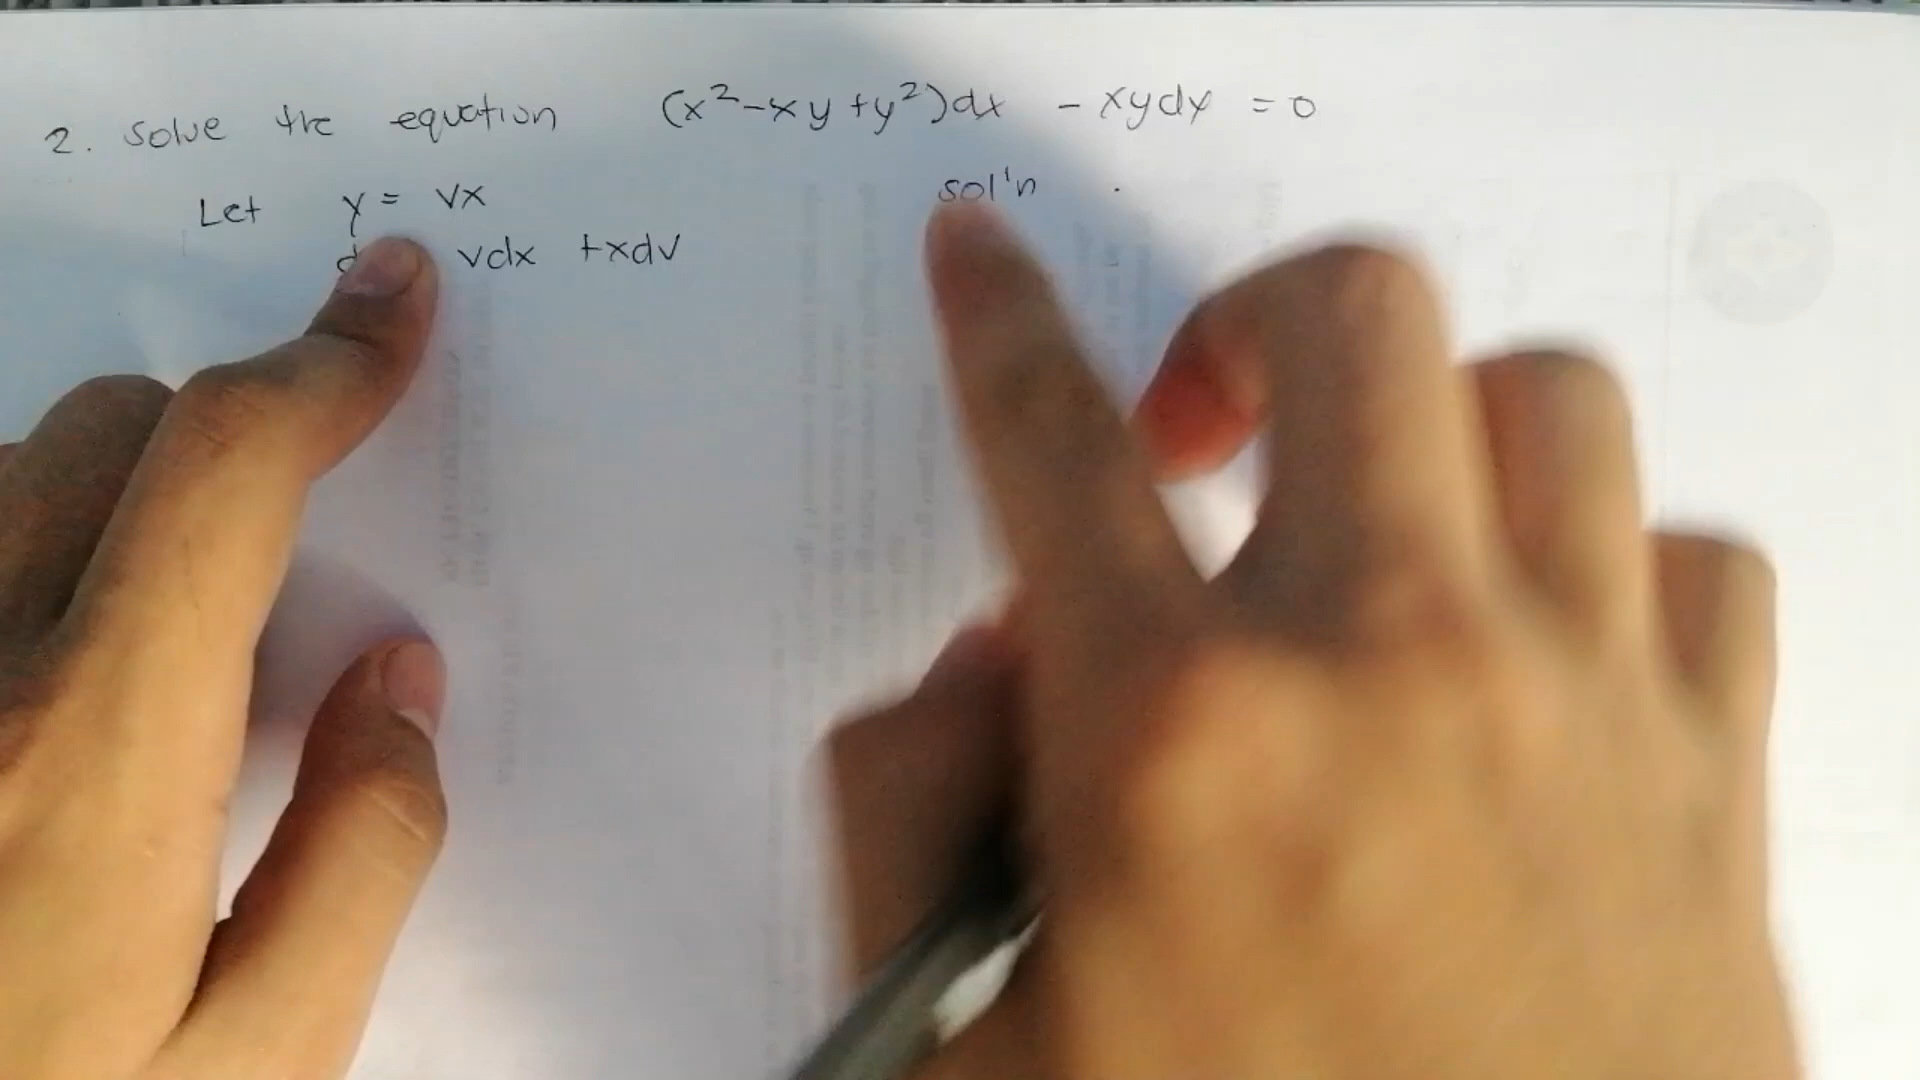 2. Solve the equation (x²-xy+y²)dx - xydy = 0
Let y = vx
sol'n
vdx +xdv